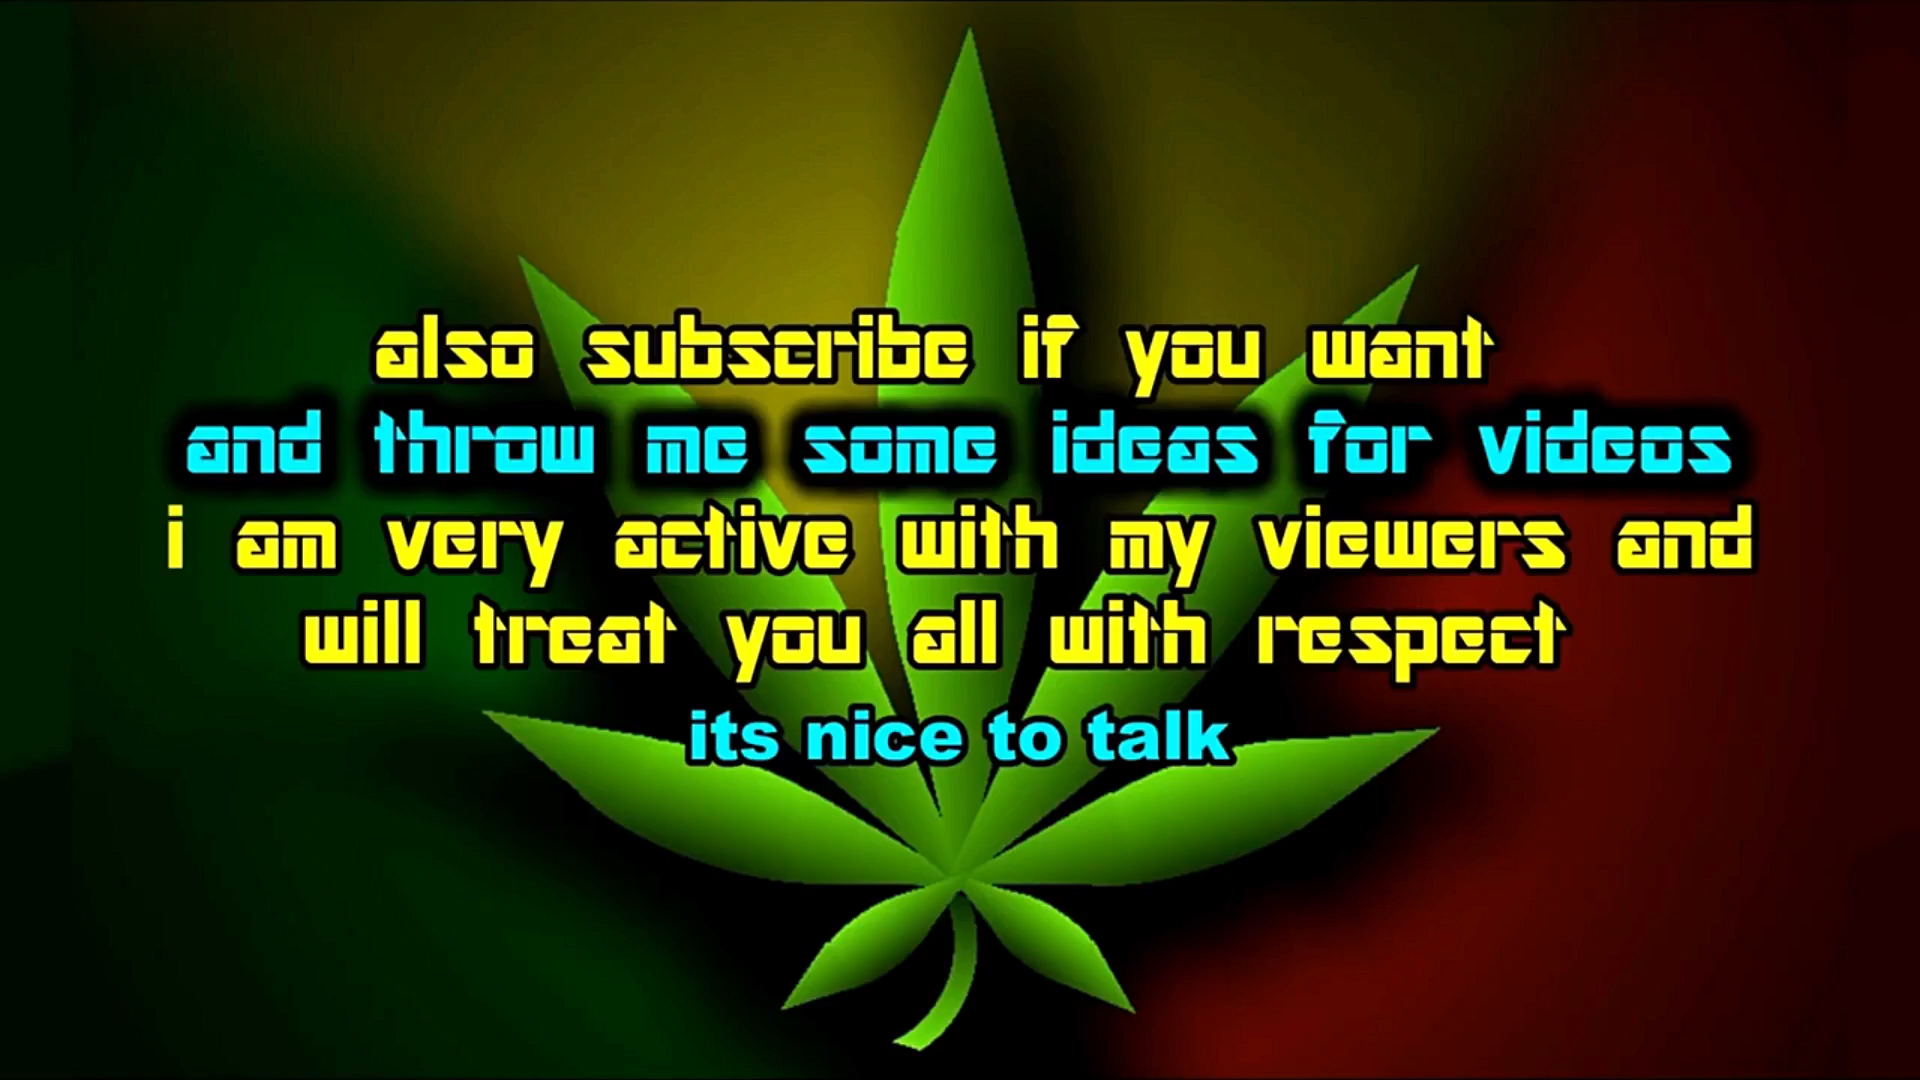 also subscribe if you want
and throw me some ideas for videos
i am very active with my viewers and
will treat you all with respect
its nice to talk